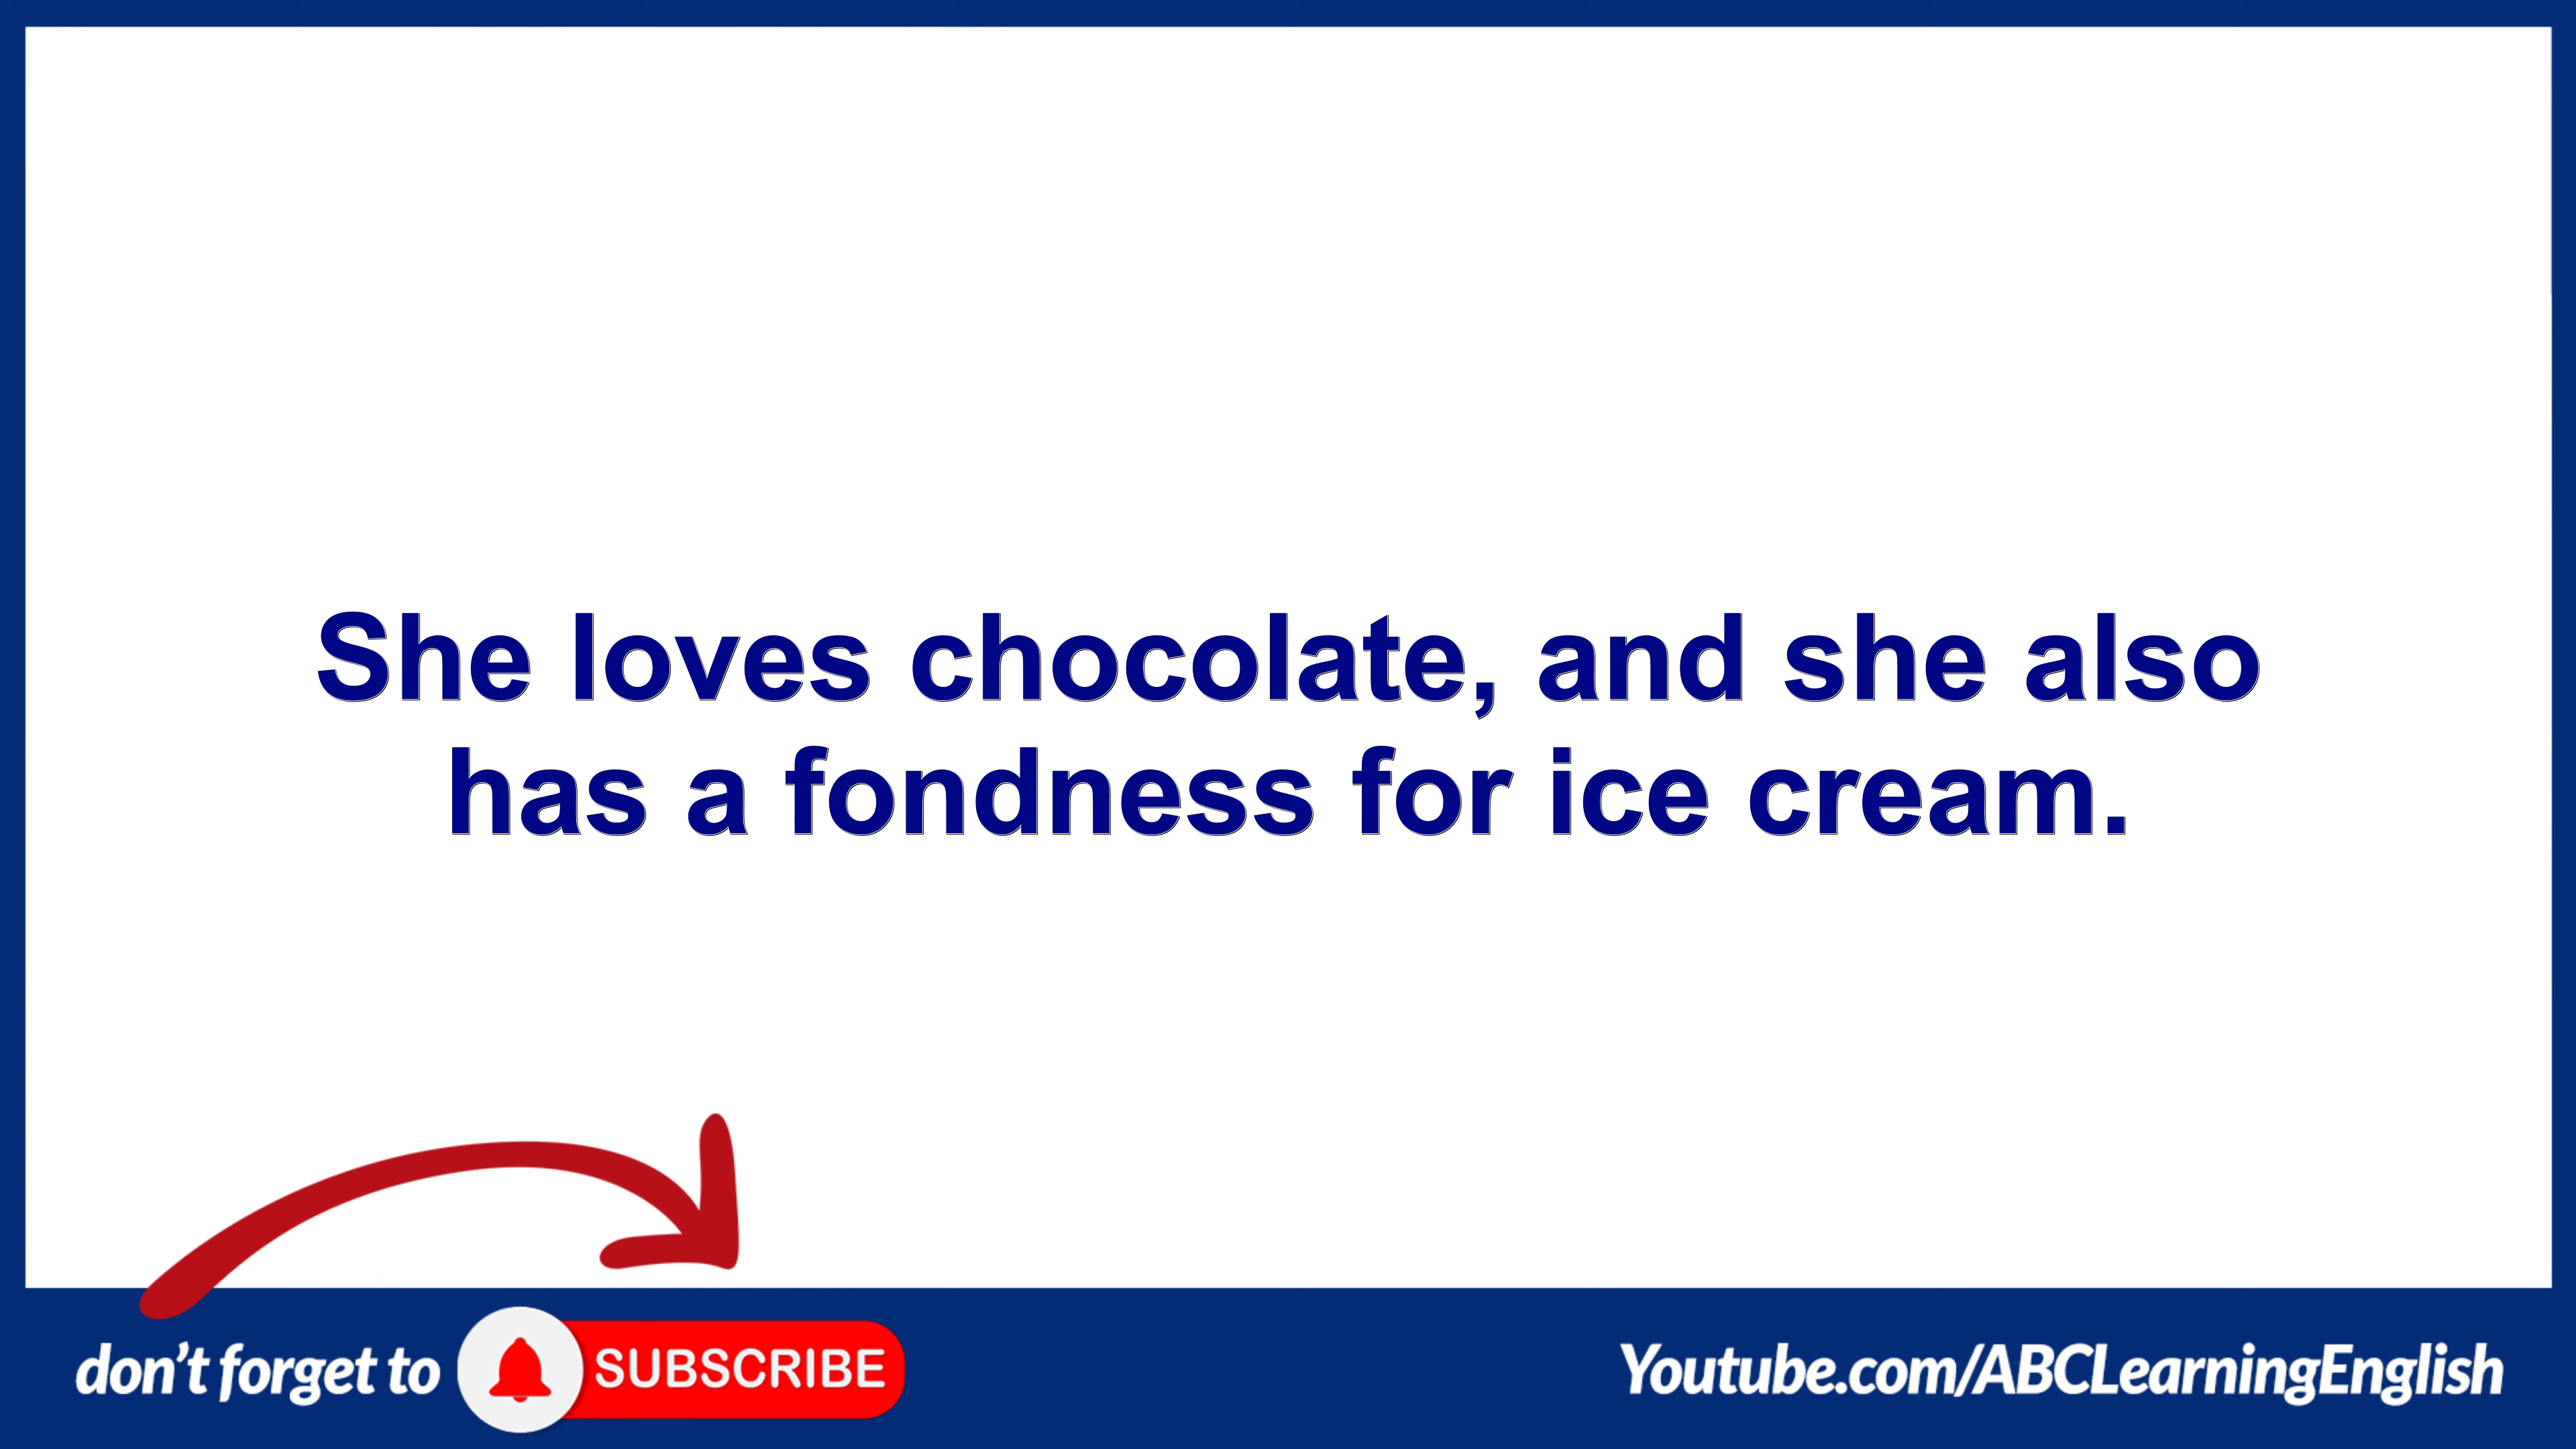 She loves chocolate, and she also
has a fondness for ice cream.
don't forget to SUBSCRIBE
Youtube.com/ABCLearningEnglish